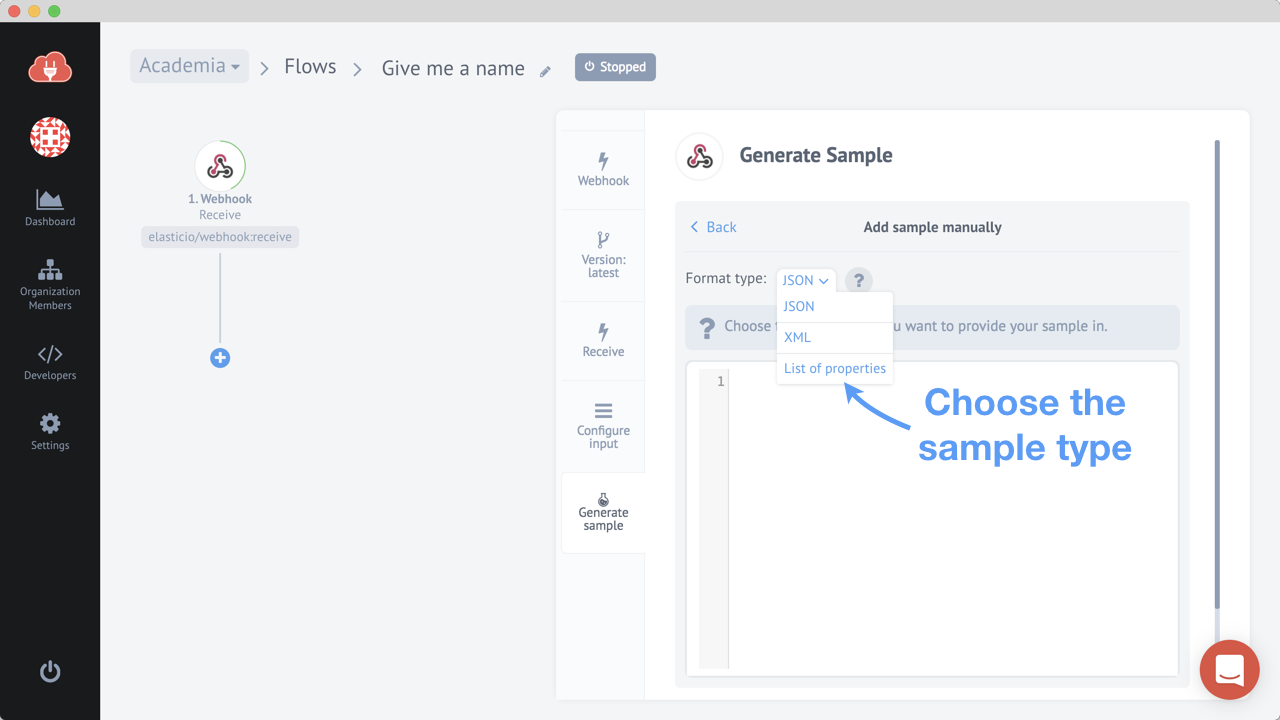 Academia
Flows
Give me a name
Stopped
Dashboard
Organization
Members
Developers
Settings
1. Webhook
Receive
elasticio/webhook:receive
Webhook
Version:
latest
Receive
Configure
input
Generate
sample
Generate Sample
Back
Add sample manually
Format type:
JSON
?
JSON
XML
List of properties
? Choose
u want to provide your sample in.
1
Choose the
sample type